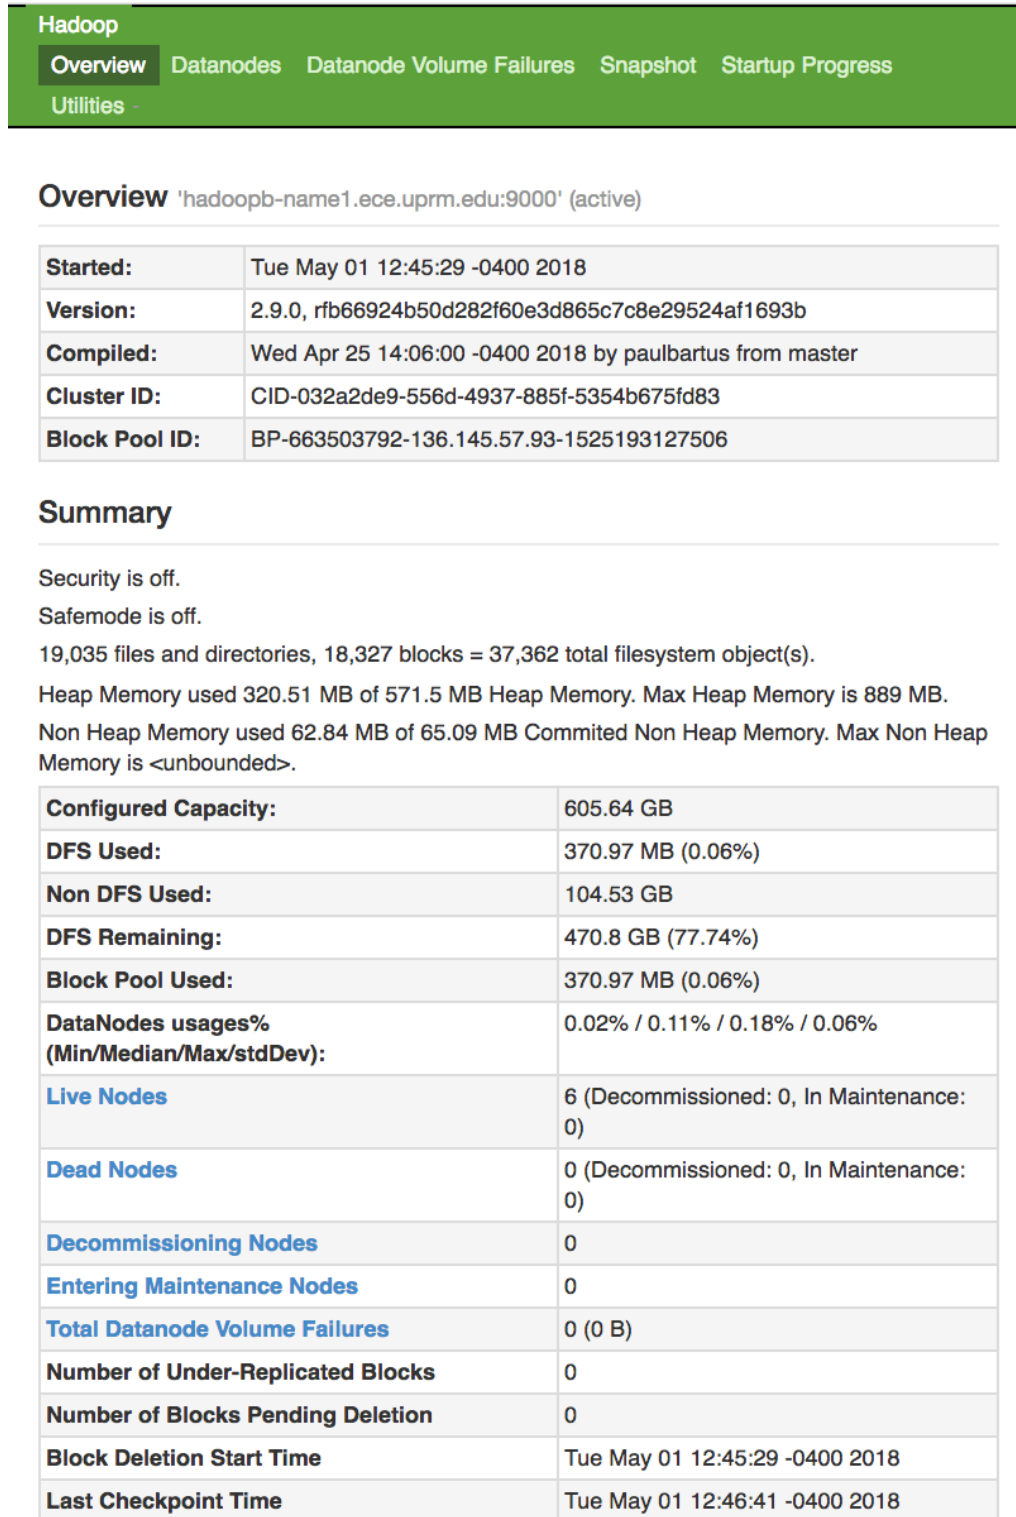 Hadoop
Overview Datanodes Datanode Volume Failures Snapshot Startup Progress
Utilities
Overview 'hadoopb-name1.ece.uprm.edu:9000' (active)
Started: Tue May 01 12:45:29 -0400 2018
Version: 2.9.0, rfb66924b50d282f60e3d865c7c8e29524af1693b
Compiled: Wed Apr 25 14:06:00 -0400 2018 by paulbartus from master
Cluster ID: CID-032a2de9-556d-4937-885f-5354b675fd83
Block Pool ID: BP-663503792-136.145.57.93-1525193127506
Summary
Security is off.
Safemode is off.
19,035 files and directories, 18,327 blocks = 37,362 total filesystem object(s).
Heap Memory used 320.51 MB of 571.5 MB Heap Memory. Max Heap Memory is 889 MB.
Non Heap Memory used 62.84 MB of 65.09 MB Commited Non Heap Memory. Max Non Heap
Memory is <unbounded>.
Configured Capacity: 605.64 GB
DFS Used: 370.97 MB (0.06%)
Non DFS Used: 104.53 GB
DFS Remaining: 470.8 GB (77.74%)
Block Pool Used: 370.97 MB (0.06%)
DataNodes usages% 0.02% / 0.11% / 0.18% / 0.06%
(Min/Median/Max/stdDev):
Live Nodes 6 (Decommissioned: 0, In Maintenance:
0)
Dead Nodes 0 (Decommissioned: 0, In Maintenance:
0)
Decommissioning Nodes 0
Entering Maintenance Nodes 0
Total Datanode Volume Failures 0 (0 B)
Number of Under-Replicated Blocks 0
Number of Blocks Pending Deletion 0
Block Deletion Start Time Tue May 01 12:45:29 -0400 2018
Last Checkpoint Time Tue May 01 12:46:41 -0400 2018